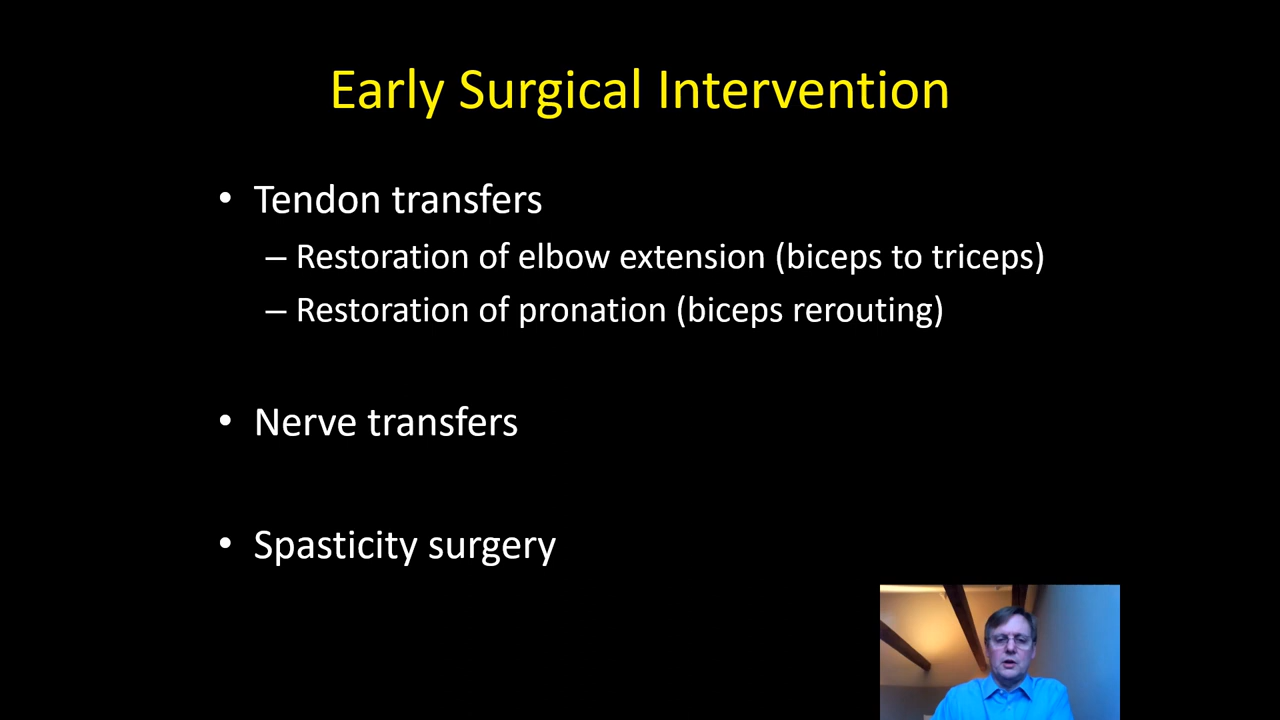 Early Surgical Intervention
• Tendon transfers
– Restoration of elbow extension (biceps to triceps)
– Restoration of pronation (biceps rerouting)
• Nerve transfers
• Spasticity surgery